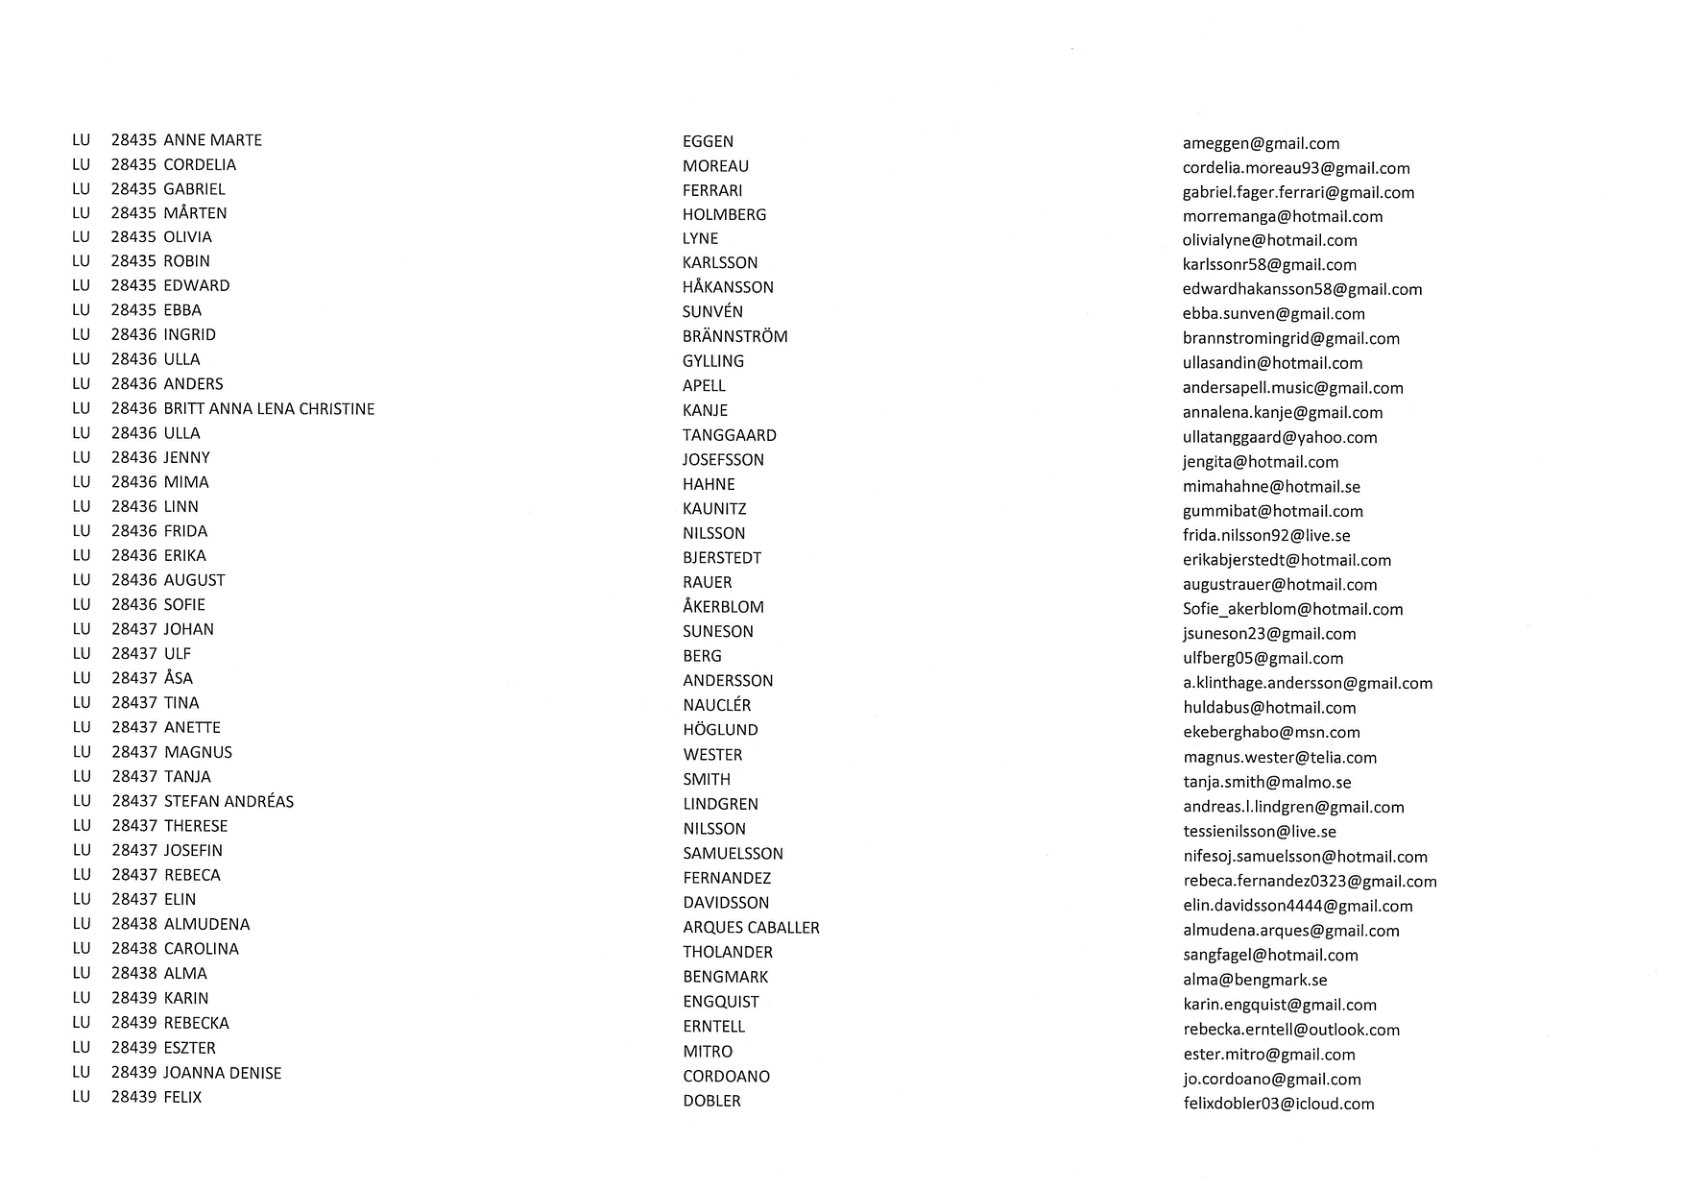 LU 28435 ANNE MARTE EGGEN ameggen@gmail.com
LU 28435 CORDELIA MOREAU cordelia.moreau93@gmail.com
LU 28435 GABRIEL FERRARI gabriel.fager.ferrari@gmail.com
LU 28435 MÅRTEN HOLMBERG morremanga@hotmail.com
LU 28435 OLIVIA LYNE olivialyne@hotmail.com
LU 28435 ROBIN KARLSSON karlssonr58@gmail.com
LU 28435 EDWARD HÅKANSSON edwardhakansson58@gmail.com
LU 28435 EBBA SUNVÉN ebba.sunven@gmail.com
LU 28436 INGRID BRÄNNSTRÖM brannstromingrid@gmail.com
LU 28436 ULLA GYLLING ullasandin@hotmail.com
LU 28436 ANDERS APELL andersapell.music@gmail.com
LU 28436 BRITT ANNA LENA CHRISTINE KANJE annalena.kanje@gmail.com
LU 28436 ULLA TANGGAARD ullatanggaard@yahoo.com
LU 28436 JENNY JOSEFSSON jengita@hotmail.com
LU 28436 MIMA HAHNE mimahahne@hotmail.se
LU 28436 LINN KAUNITZ gummibat@hotmail.com
LU 28436 FRIDA NILSSON frida.nilsson92@live.se
LU 28436 ERIKA BJERSTEDT erikabjerstedt@hotmail.com
LU 28436 AUGUST RAUER augustrauer@hotmail.com
LU 28436 SOFIE ÅKERBLOM Sofie_akerblom@hotmail.com
LU 28437 JOHAN SUNESON jsuneson23@gmail.com
LU 28437 ULF BERG ulfberg05@gmail.com
LU 28437 ÅSA ANDERSSON a.klinthage.andersson@gmail.com
LU 28437 TINA NAUCLÉR huldabus@hotmail.com
LU 28437 ANETTE HÖGLUND ekeberghabo@msn.com
LU 28437 MAGNUS WESTER magnus.wester@telia.com
LU 28437 TANJA SMITH tanja.smith@malmo.se
LU 28437 STEFAN ANDRÉAS LINDGREN andreas.l.lindgren@gmail.com
LU 28437 THERESE NILSSON tessienilsson@live.se
LU 28437 JOSEFIN SAMUELSSON nifesoj.samuelsson@hotmail.com
LU 28437 REBECA FERNANDEZ rebeca.fernandez0323@gmail.com
LU 28437 ELIN DAVIDSSON elin.davidsson4444@gmail.com
LU 28438 ALMUDENA ARQUES CABALLER almudena.arques@gmail.com
LU 28438 CAROLINA THOLANDER sangfagel@hotmail.com
LU 28438 ALMA BENGMARK alma@bengmark.se
LU 28439 KARIN ENGQUIST karin.engquist@gmail.com
LU 28439 REBECKA ERNTELL rebecka.erntell@outlook.com
LU 28439 ESZTER MITRO ester.mitro@gmail.com
LU 28439 JOANNA DENISE CORDOANO jo.cordoano@gmail.com
LU 28439 FELIX DOBLER felixdobler03@icloud.com